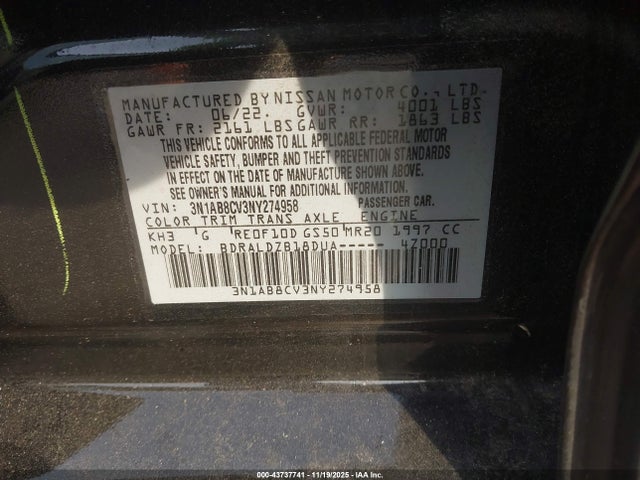 MANUFACTURED BY NISSAN MOTOR CO., LTD.
DATE: 06/22. GVWR: 4001 LBS
GAWR FR: 2161 LBS GAWR RR: 1863 LBS
THIS VEHICLE CONFORMS TO ALL APPLICABLE FEDERAL MOTOR
VEHICLE SAFETY, BUMPER AND THEFT PREVENTION STANDARDS
IN EFFECT ON THE DATE OF MANUFACTURE SHOWN ABOVE.
SEE OWNER'S MANUAL FOR ADDITIONAL INFORMATION.
VIN: 3N1AB8CV3NY274958 PASSENGER CAR.
COLOR TRIM TRANS AXLE ENGINE
KH3 G RE0F10D GS50 MR20 1997 CC
MODEL: BDRALDZB18DUA----- 4Z000
3N1AB8CV3NY274958
000-43737741 - 11/19/2025 - IAA Inc.